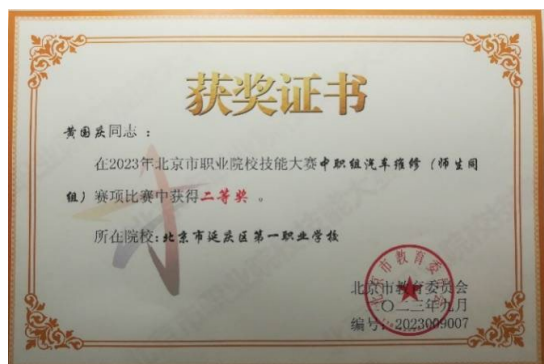 获奖证书
黄国庆同志：
在2023年北京市职业院校技能大赛中职组汽车维修（师生同
组）赛项比赛中获得二等奖 。
所在院校：北京市延庆区第一职业学校
北京市教育委员会
二〇二三年九月
编号：2023009007